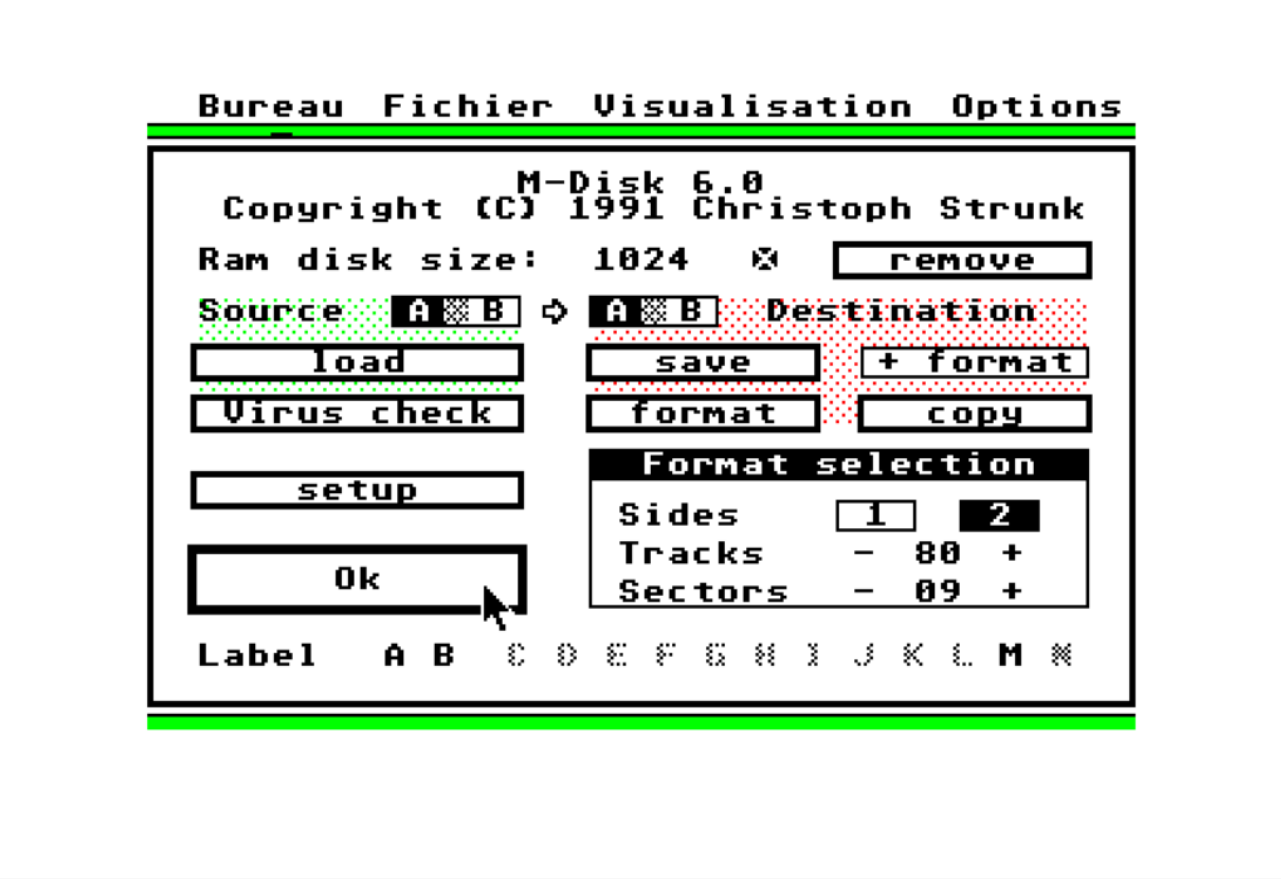 Bureau Fichier Visualisation Options
M-Disk 6.0
Copyright (C) 1991 Christoph Strunk
Ram disk size: 1024 remove
Source A B ⇨ A B Destination
load save + format
Virus check format copy
Format selection
setup
Sides 1 2
Tracks - 80 +
Ok
Sectors - 09 +
Label A B C D E F G H I J K L M N